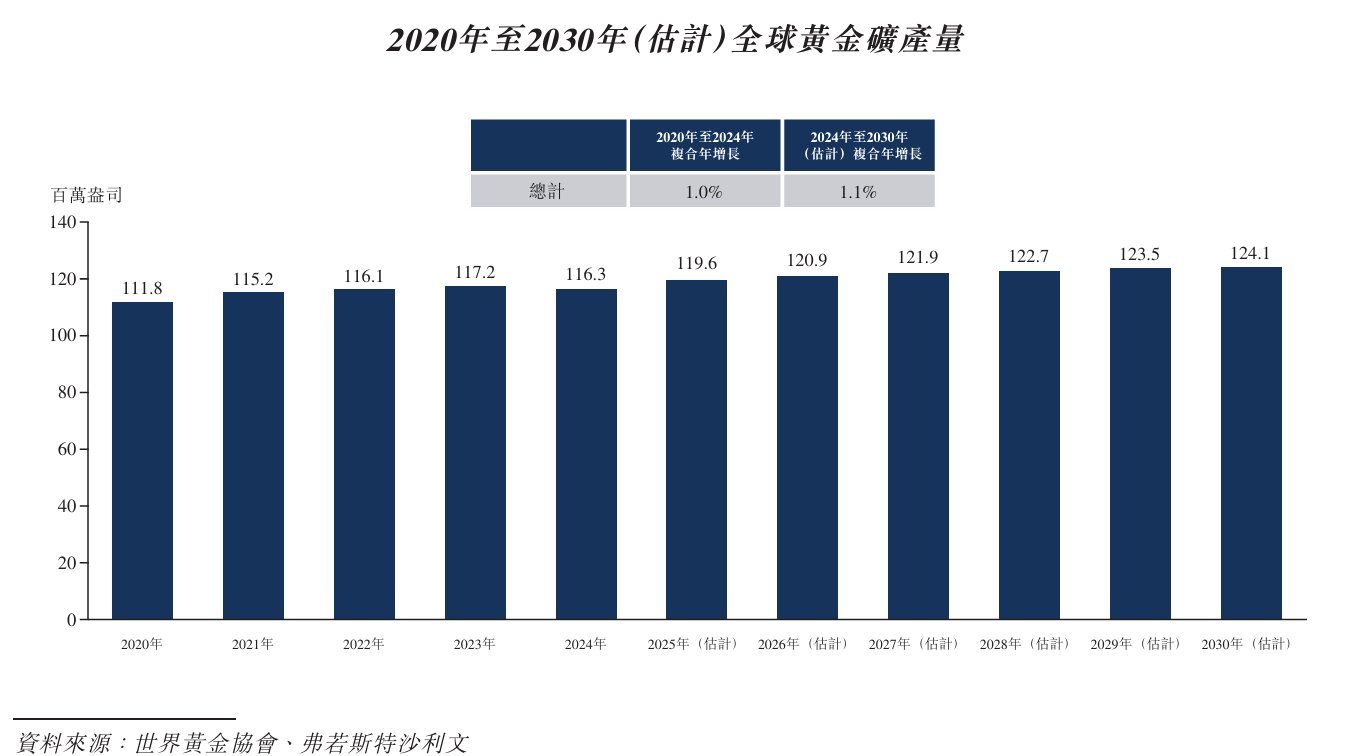 2020年至2030年(估計)全球黃金礦產量
2020年至2024年
複合年增長
2024年至2030年
(估計) 複合年增長
總計
1.0%
1.1%
百萬盎司
140
120
100
80
60
40
20
0
111.8
115.2
116.1
117.2
116.3
119.6
120.9
121.9
122.7
123.5
124.1
2020年
2021年
2022年
2023年
2024年
2025年(估計)
2026年(估計)
2027年(估計)
2028年(估計)
2029年(估計)
2030年(估計)
資料來源：世界黃金協會、弗若斯特沙利文